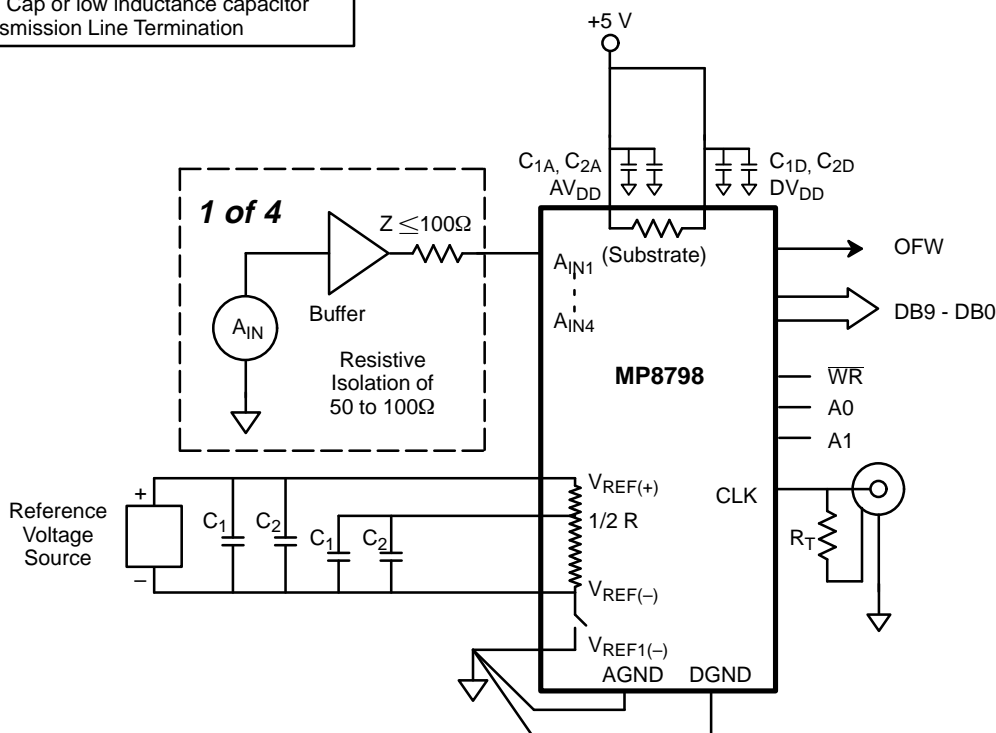 Cap or low inductance capacitor
Line Termination
+5 V
C1A, C2A
AVDD
C1D, C2D
DVDD
1 of 4
Z ≤100Ω
Buffer
AIN
Resistive
Isolation of
50 to 100Ω
(Substrate)
AIN1
AIN4
MP8798
OFW
DB9 - DB0
WR
A0
A1
CLK
RT
Reference
Voltage
Source
+
–
C1
C2
C1
C2
VREF(+)
1/2 R
VREF(–)
VREF1(–)
AGND
DGND